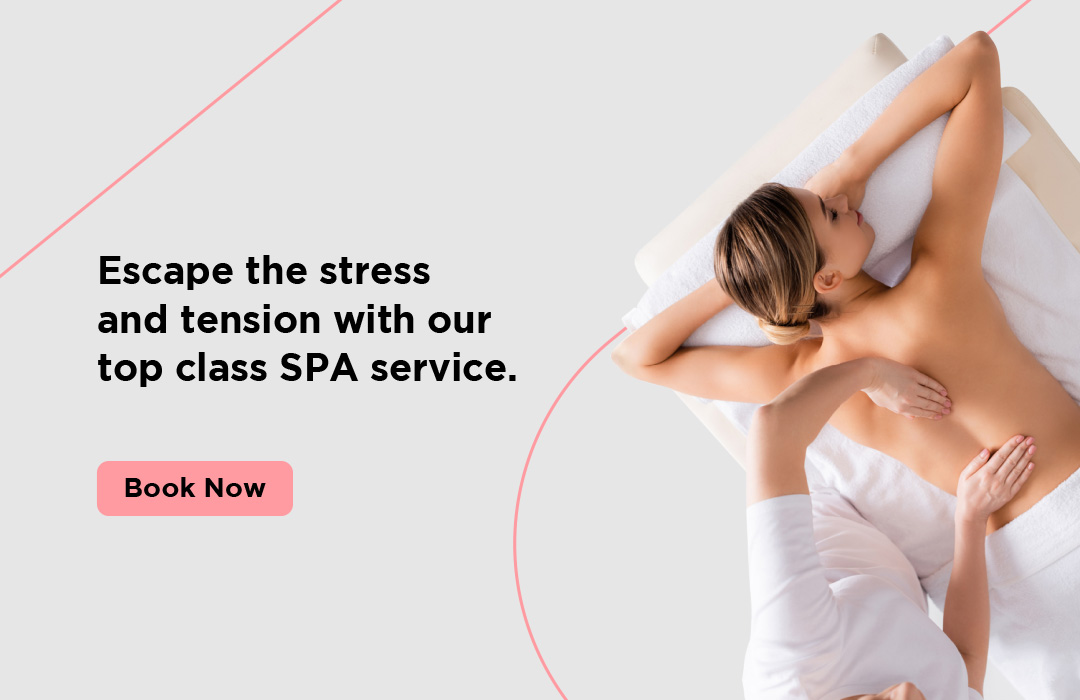 Escape the stress
and tension with our
top class SPA service.
Book Now